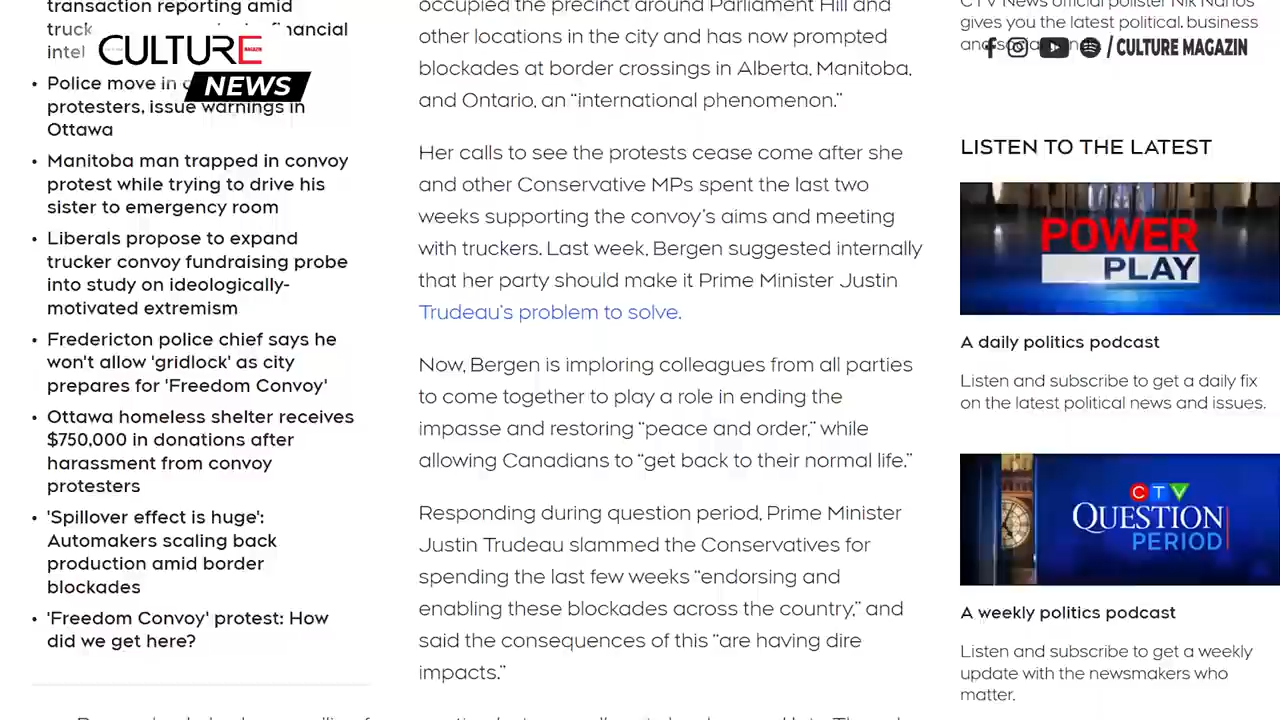 transaction reporting amid
financial
intel
Police move in
protesters, issue warnings in
Ottawa
Manitoba man trapped in convoy
protest while trying to drive his
sister to emergency room
Liberals propose to expand
trucker convoy fundraising probe
into study on ideologically-
motivated extremism
Fredericton police chief says he
won't allow 'gridlock' as city
prepares for 'Freedom Convoy'
Ottawa homeless shelter receives
$750,000 in donations after
harassment from convoy
protesters
'Spillover effect is huge':
Automakers scaling back
production amid border
blockades
'Freedom Convoy' protest: How
did we get here?
CULTURE
NEWS
occupied the precinct around Parliament Hill and
other locations in the city and has now prompted
blockades at border crossings in Alberta, Manitoba,
and Ontario, an “international phenomenon.”
Her calls to see the protests cease come after she
and other Conservative MPs spent the last two
weeks supporting the convoy's aims and meeting
with truckers. Last week, Bergen suggested internally
that her party should make it Prime Minister Justin
Trudeau's problem to solve.
Now, Bergen is imploring colleagues from all parties
to come together to play a role in ending the
impasse and restoring “peace and order,” while
allowing Canadians to “get back to their normal life.”
Responding during question period, Prime Minister
Justin Trudeau slammed the Conservatives for
spending the last few weeks “endorsing and
enabling these blockades across the country,” and
said the consequences of this “are having dire
impacts.”
CTV News official pollster Nik Nanos
gives you the latest political, business
/ CULTURE MAGAZIN
LISTEN TO THE LATEST
POWER
PLAY
A daily politics podcast
Listen and subscribe to get a daily fix
on the latest political news and issues.
CTV
QUESTION
PERIOD
A weekly politics podcast
Listen and subscribe to get a weekly
update with the newsmakers who
matter.